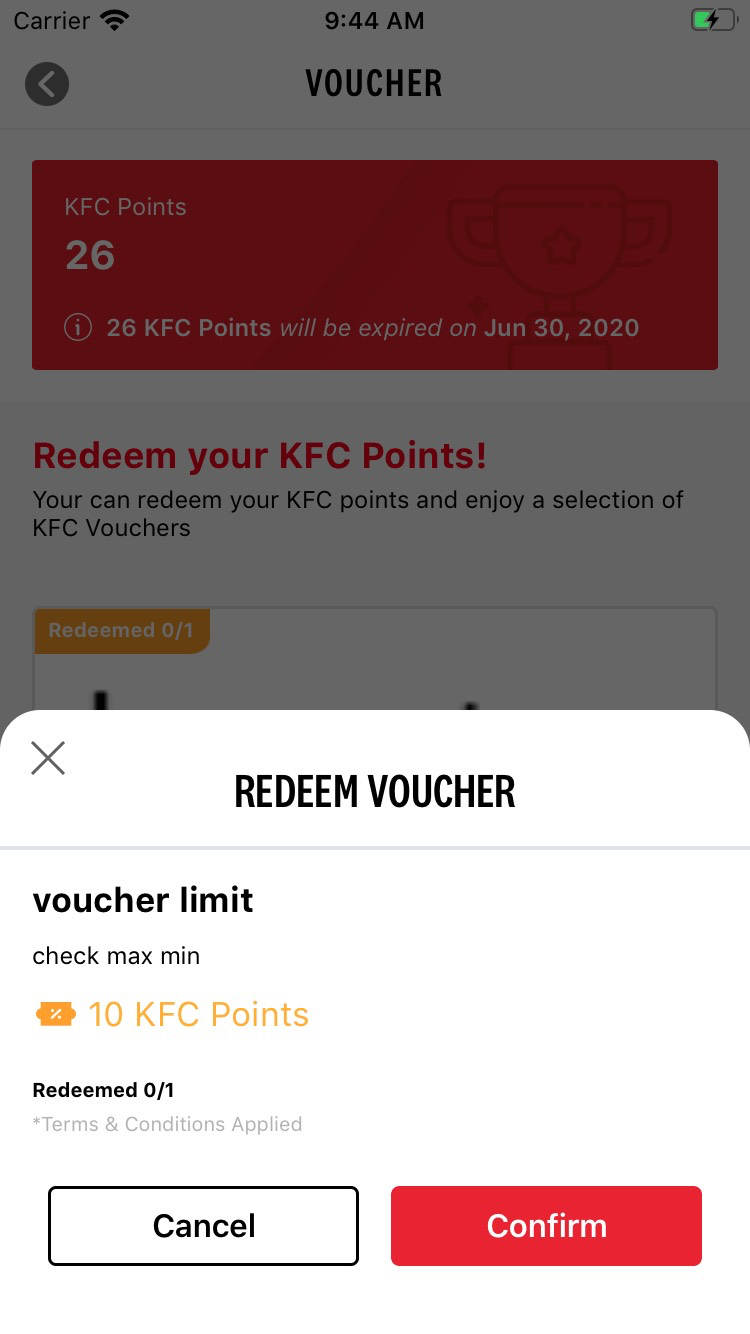 Carrier 9:44 AM
VOUCHER
KFC Points
26
26 KFC Points will be expired on Jun 30, 2020
Redeem your KFC Points!
Your can redeem your KFC points and enjoy a selection of
KFC Vouchers
Redeemed 0/1
REDEEM VOUCHER
voucher limit
check max min
10 KFC Points
Redeemed 0/1
*Terms & Conditions Applied
Cancel Confirm